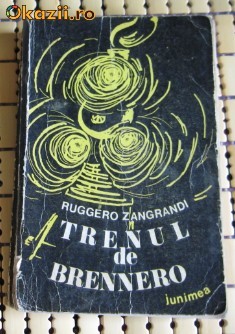 Okazii.ro
RUGGERO ZANGRANDI
TRENUL
de
BRENNERO
junimea